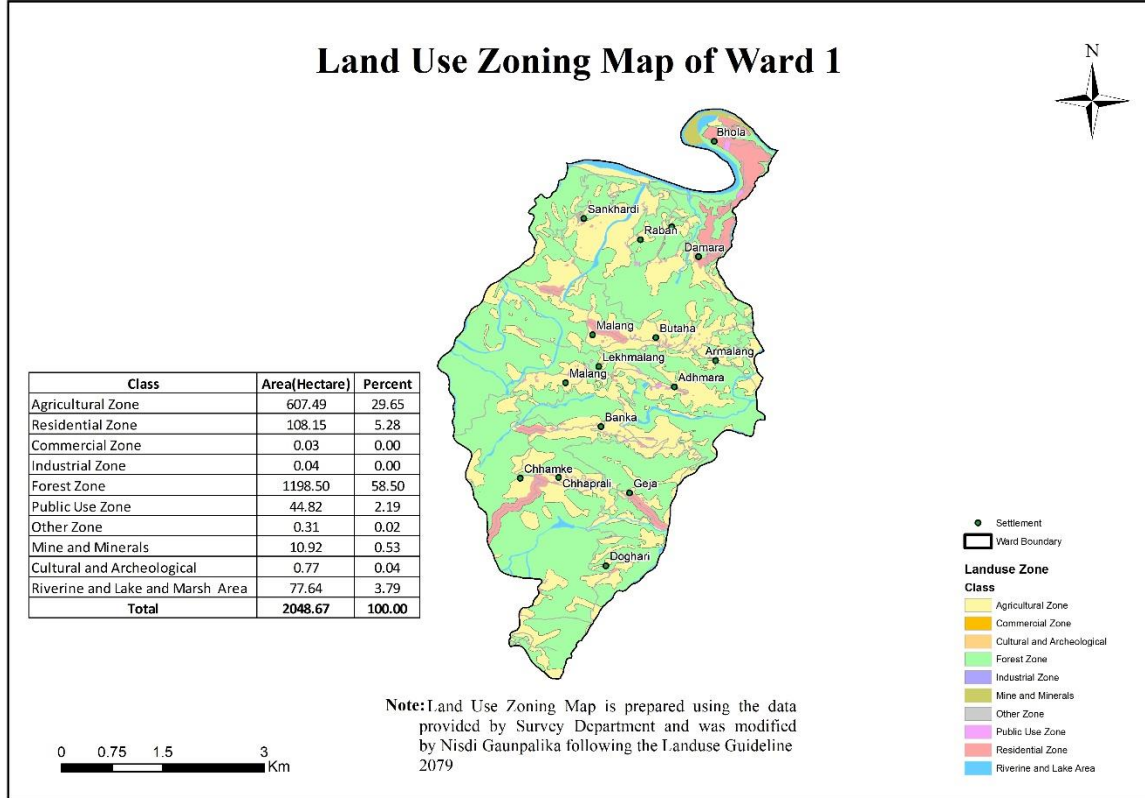 Land Use Zoning Map of Ward 1
N
Bhola
Sankhardi
Raban
Damara
Malang
Butaha
Lekhmalang
Armalang
Malang
Adhmara
Banka
Chhamke
Chhaprali
Geja
Doghari
Class Area(Hectare) Percent
Agricultural Zone 607.49 29.65
Residential Zone 108.15 5.28
Commercial Zone 0.03 0.00
Industrial Zone 0.04 0.00
Forest Zone 1198.50 58.50
Public Use Zone 44.82 2.19
Other Zone 0.31 0.02
Mine and Minerals 10.92 0.53
Cultural and Archeological 0.77 0.04
Riverine and Lake and Marsh Area 77.64 3.79
Total 2048.67 100.00
Settlement
Ward Boundary
Landuse Zone
Class
Agricultural Zone
Commercial Zone
Cultural and Archeological
Forest Zone
Industrial Zone
Mine and Minerals
Other Zone
Public Use Zone
Residential Zone
Riverine and Lake Area
Note: Land Use Zoning Map is prepared using the data
provided by Survey Department and was modified
by Nisdi Gaunpalika following the Landuse Guideline
2079
0 0.75 1.5 3
Km